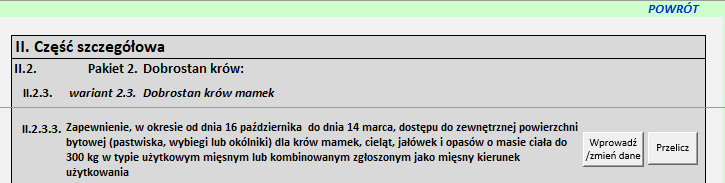 POWRÓT
II. Część szczegółowa
II.2. Pakiet 2. Dobrostan krów:
II.2.3. wariant 2.3. Dobrostan krów mamek
II.2.3.3. Zapewnienie, w okresie od dnia 16 października do dnia 14 marca, dostępu do zewnętrznej powierzchni
bytowej (pastwiska, wybiegi lub okólniki) dla krów mamek, cieląt, jałówek i opasów o masie ciała do
300 kg w typie użytkowym mięsnym lub kombinowanym zgłoszonym jako mięsny kierunek
użytkowania
Wprowadź
/zmień dane
Przelicz